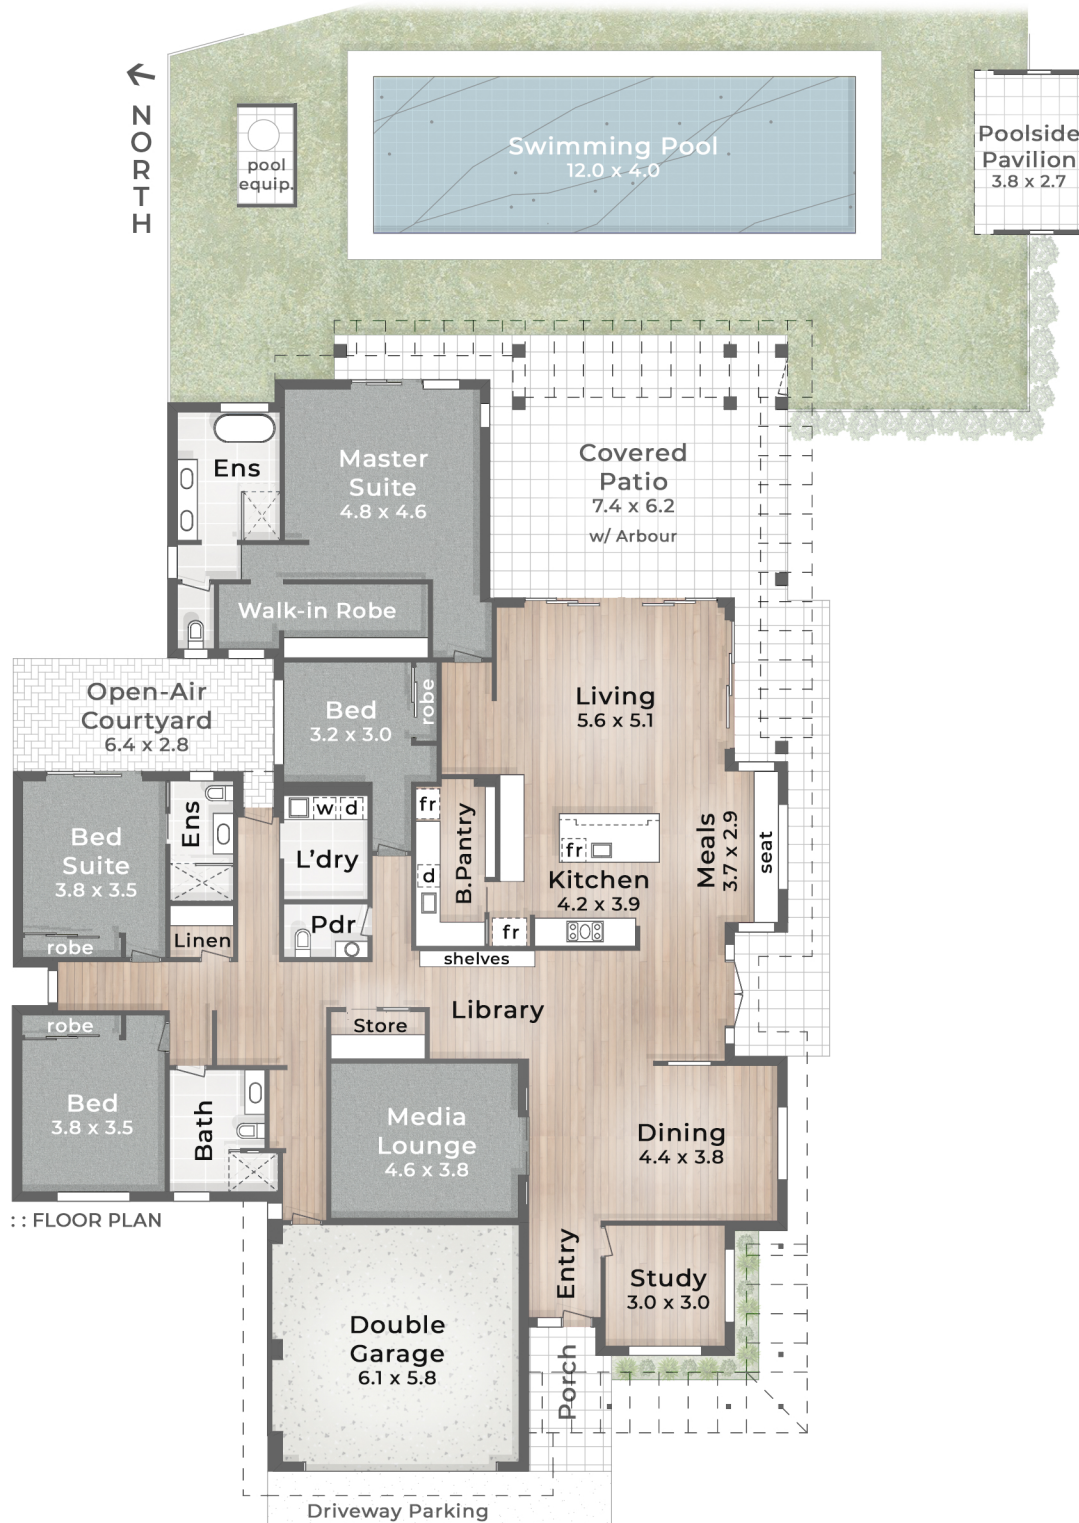 NORTH
pool
equip.
Swimming Pool
12.0 x 4.0
Poolside
Pavilion
3.8 x 2.7
Ens
Master
Suite
4.8 x 4.6
Covered
Patio
7.4 x 6.2
w/ Arbour
Walk-in Robe
Open-Air
Courtyard
6.4 x 2.8
Bed
3.2 x 3.0
robe
Living
5.6 x 5.1
Bed
Suite
3.8 x 3.5
robe
Ens
Linen
w d
L'dry
Pdr
fr
d
B.Pantry
fr
fr
Kitchen
4.2 x 3.9
Meals
3.7 x 2.9
seat
shelves
Library
Store
robe
Bed
3.8 x 3.5
Bath
Media
Lounge
4.6 x 3.8
Dining
4.4 x 3.8
: : FLOOR PLAN
Entry
Study
3.0 x 3.0
Double
Garage
6.1 x 5.8
Porch
Driveway Parking